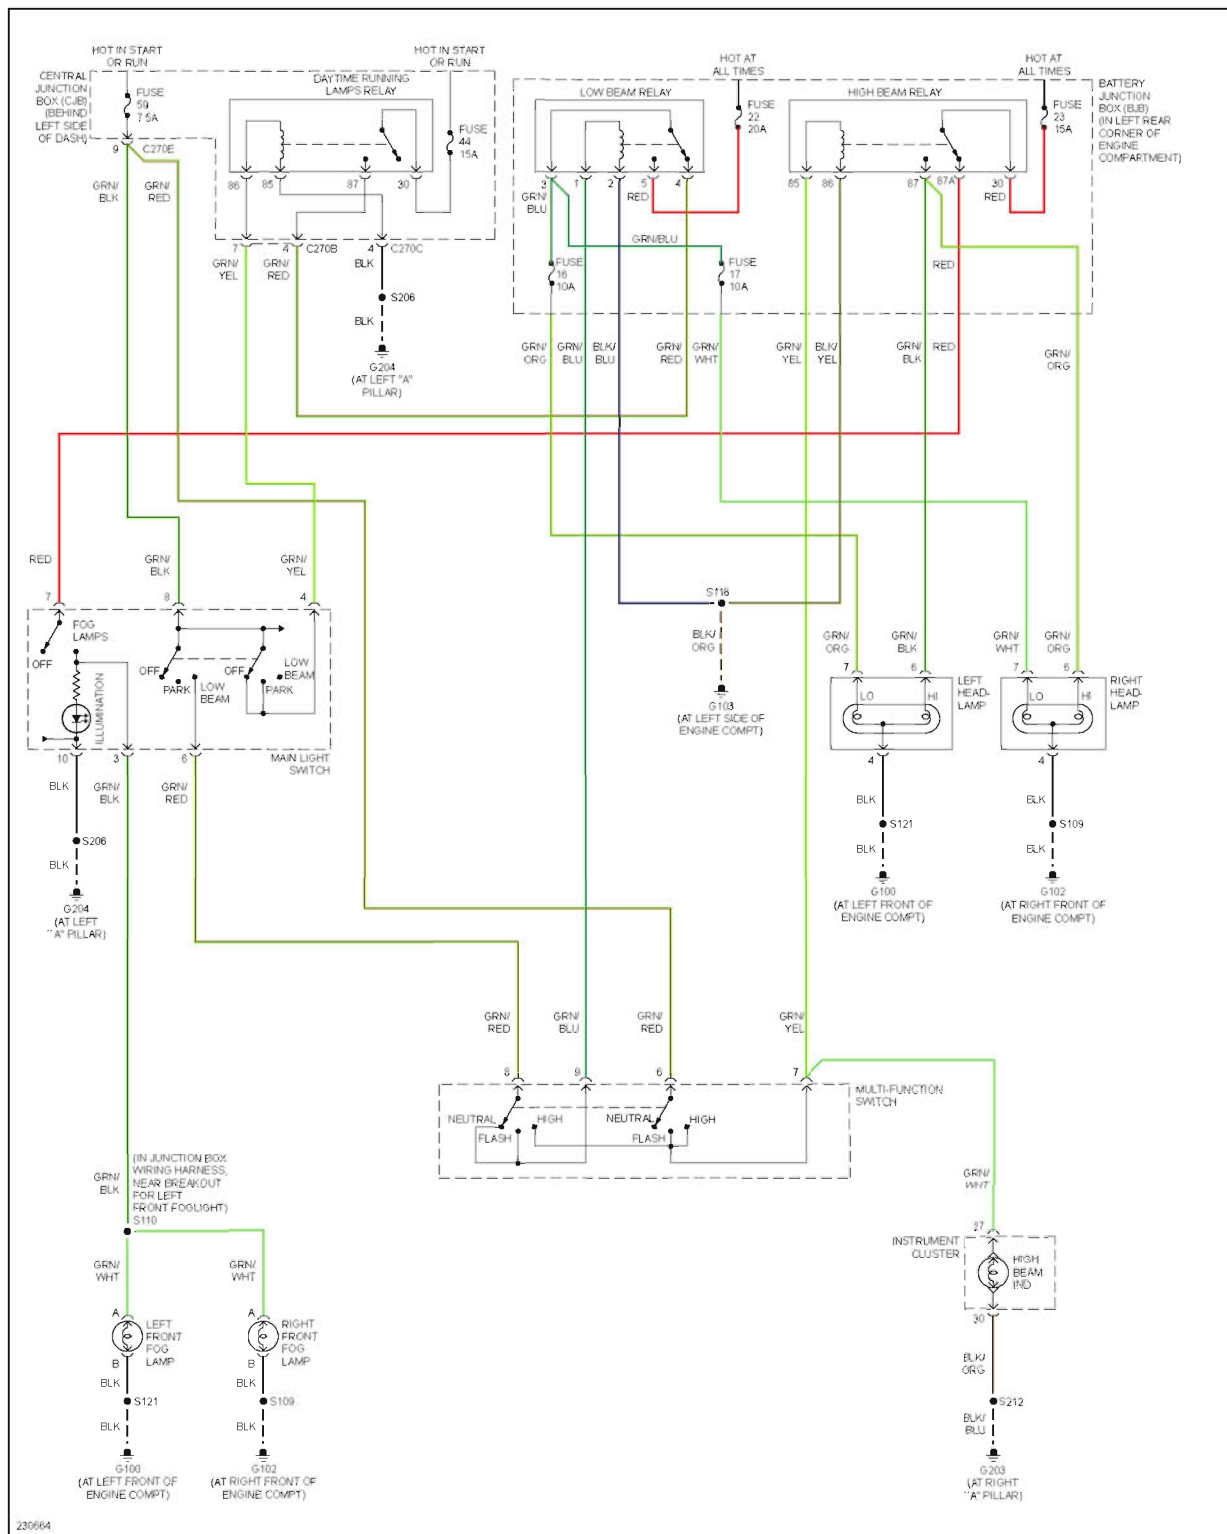 HOT IN START
OR RUN
HOT IN START
OR RUN
HOT AT
ALL TIMES
HOT AT
ALL TIMES
CENTRAL
JUNCTION
BOX (CJB)
(BEHIND
LEFT SIDE
OF DASH)
FUSE
59
7.5A
DAYTIME RUNNING
LAMPS RELAY
FUSE
44
15A
LOW BEAM RELAY
FUSE
22
20A
HIGH BEAM RELAY
FUSE
23
15A
BATTERY
JUNCTION
BOX (BJB)
(IN LEFT REAR
CORNER OF
ENGINE
COMPARTMENT)
9
C270E
86
85
87
30
3
1
2
5
4
85
86
87
87A
30
GRN/
BLK
GRN/
RED
GRN/
BLU
RED
RED
7
4
C270B
4
C270C
GRN/BLU
GRN/
YEL
GRN/
RED
BLK
FUSE
16
10A
FUSE
17
10A
RED
S206
BLK
G204
(AT LEFT "A"
PILLAR)
GRN/
ORG
GRN/
BLU
BLK/
BLU
GRN/
RED
GRN/
WHT
GRN/
YEL
BLK/
YEL
GRN/
BLK
RED
GRN/
ORG
RED
GRN/
BLK
GRN/
YEL
7
8
4
FOG
LAMPS
OFF
OFF
PARK
LOW
BEAM
OFF
PARK
LOW
BEAM
ILLUMINATION
MAIN LIGHT
SWITCH
10
3
6
S118
BLK/
ORG
G103
(AT LEFT SIDE OF
ENGINE COMPT)
GRN/
ORG
GRN/
BLK
GRN/
WHT
GRN/
ORG
7
6
7
6
LO
HI
LEFT
HEAD-
LAMP
LO
HI
RIGHT
HEAD-
LAMP
4
4
BLK
GRN/
BLK
GRN/
RED
BLK
BLK
S206
S121
S109
BLK
BLK
BLK
G204
(AT LEFT
"A" PILLAR)
G100
(AT LEFT FRONT OF
ENGINE COMPT)
G102
(AT RIGHT FRONT OF
ENGINE COMPT)
GRN/
RED
GRN/
BLU
GRN/
RED
GRN/
YEL
8
9
6
7
MULTI-FUNCTION
SWITCH
NEUTRAL
FLASH
HIGH
NEUTRAL
FLASH
HIGH
GRN/
BLK
(IN JUNCTION BOX
WIRING HARNESS,
NEAR BREAKOUT
FOR LEFT
FRONT FOGLIGHT)
S110
GRN/
WHT
27
INSTRUMENT
CLUSTER
HIGH
BEAM
IND
30
GRN/
WHT
GRN/
WHT
A
A
LEFT
FRONT
FOG
LAMP
RIGHT
FRONT
FOG
LAMP
B
B
BLK
BLK
BLK/
ORG
S121
S109
S212
BLK
BLK
BLK/
BLU
G100
(AT LEFT FRONT OF
ENGINE COMPT)
G102
(AT RIGHT FRONT OF
ENGINE COMPT)
G203
(AT RIGHT
"A" PILLAR)
230664